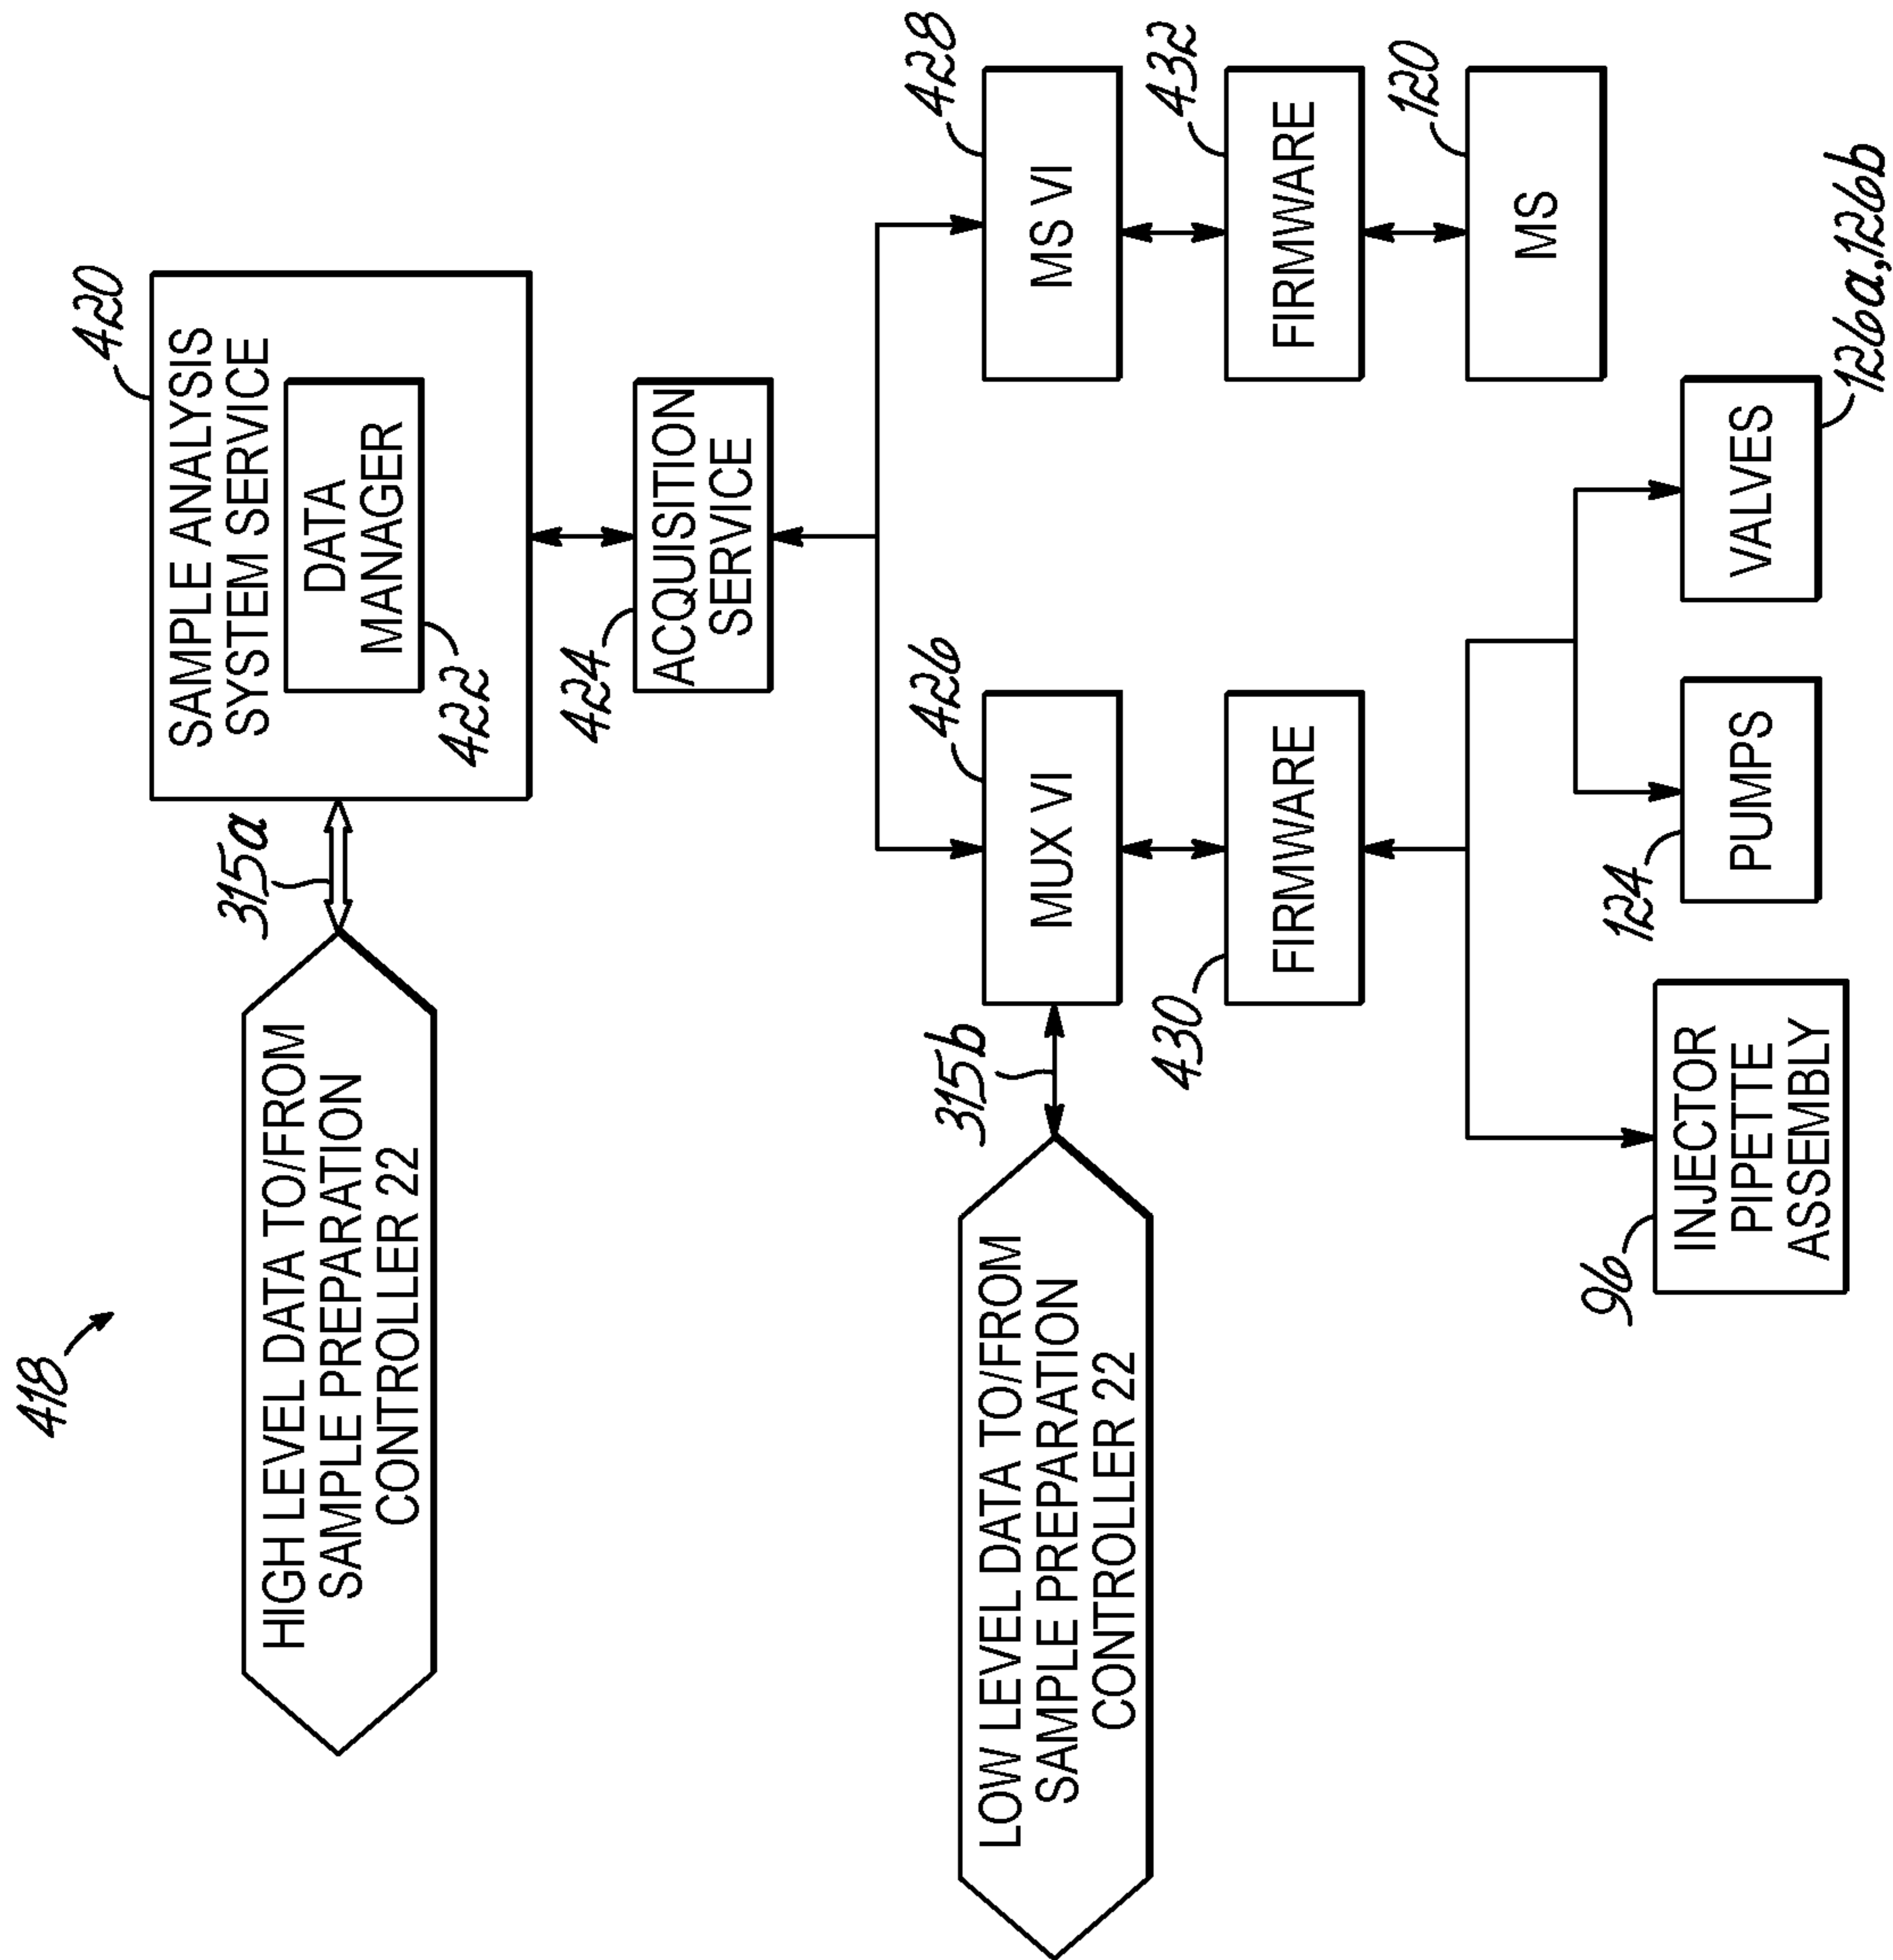 418
HIGH LEVEL DATA TO/FROM
SAMPLE PREPARATION
CONTROLLER 22
315a
420
SAMPLE ANALYSIS
SYSTEM SERVICE
DATA
MANAGER
422
424
ACQUISITION
SERVICE
LOW LEVEL DATA TO/FROM
SAMPLE PREPARATION
CONTROLLER 22
315b
426
MUX VI
428
MS VI
430
FIRMWARE
432
FIRMWARE
120
MS
96
INJECTOR
PIPETTE
ASSEMBLY
124
PUMPS
VALVES
126a,126b